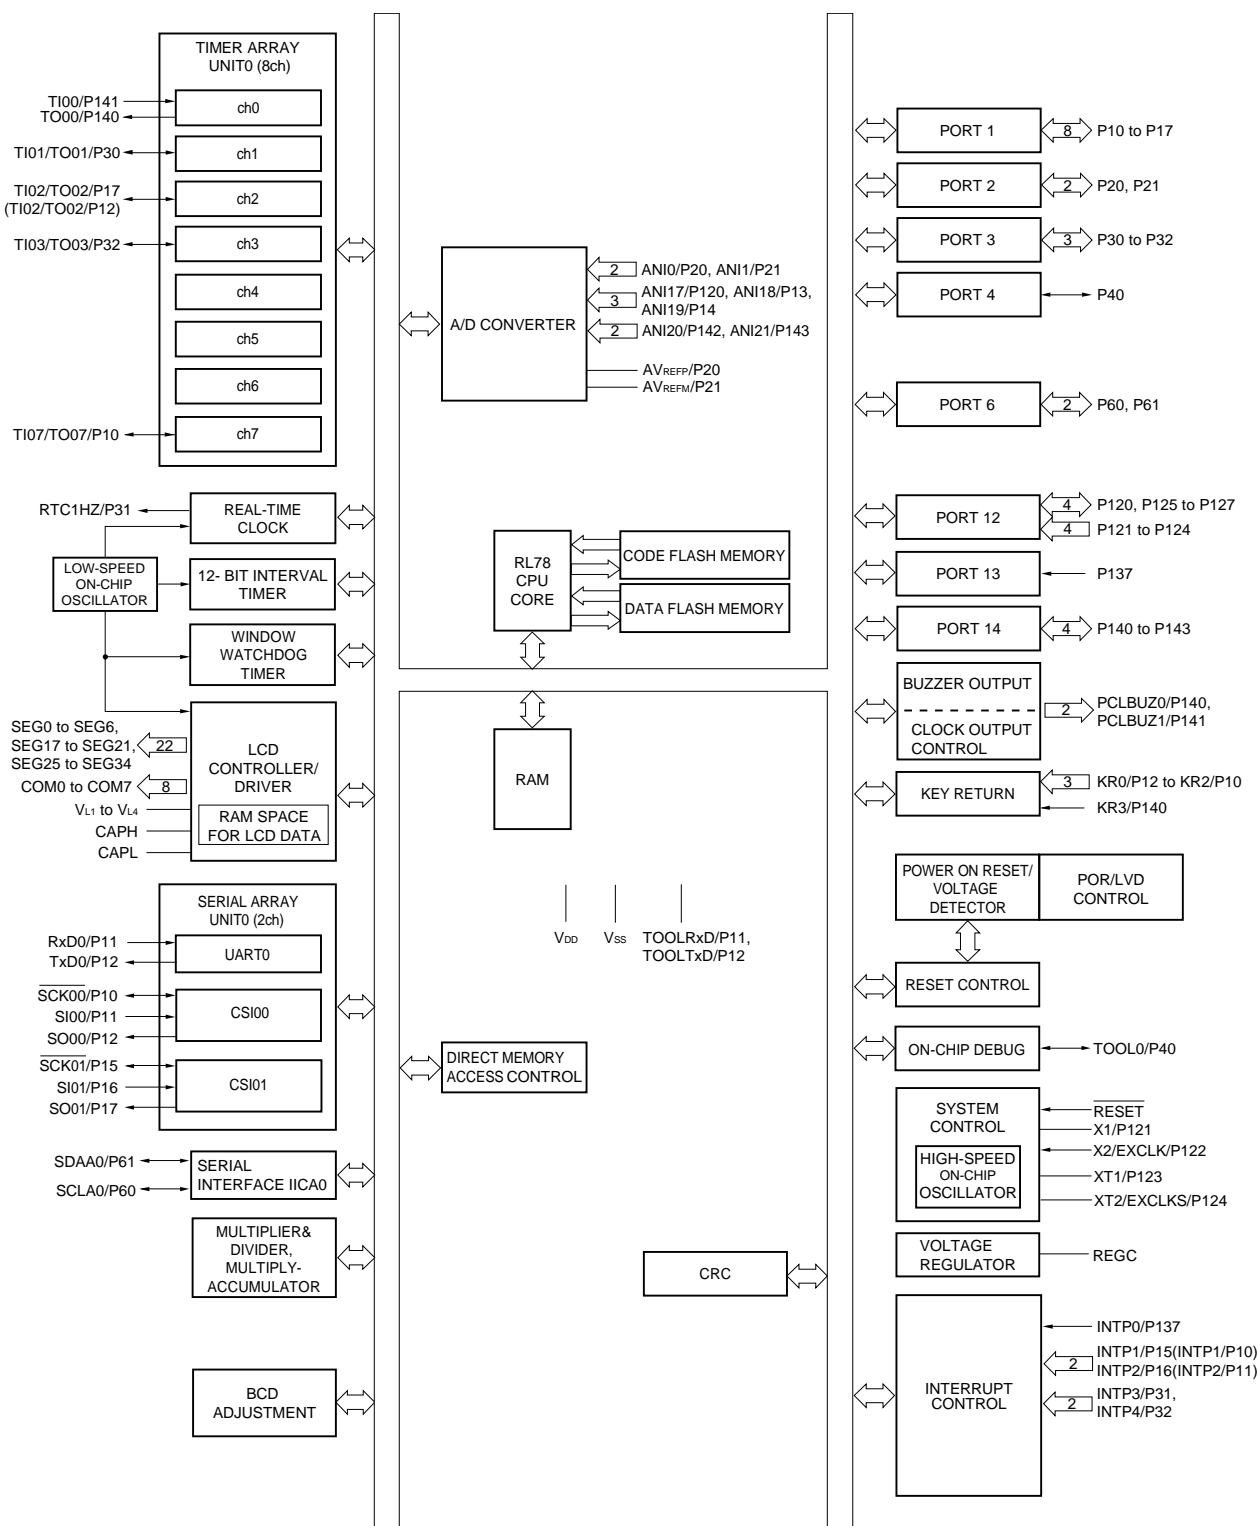 TIMER ARRAY
UNIT0 (8ch)
TI00/P141
TO00/P140
ch0
TI01/TO01/P30
ch1
TI02/TO02/P17
(TI02/TO02/P12)
ch2
TI03/TO03/P32
ch3
ch4
ch5
ch6
TI07/TO07/P10
ch7
RTC1HZ/P31
REAL-TIME
CLOCK
LOW-SPEED
ON-CHIP
OSCILLATOR
12- BIT INTERVAL
TIMER
WINDOW
WATCHDOG
TIMER
SEG0 to SEG6,
SEG17 to SEG21,
SEG25 to SEG34
22
COM0 to COM7
8
VL1 to VL4
CAPH
CAPL
LCD
CONTROLLER/
DRIVER
RAM SPACE
FOR LCD DATA
SERIAL ARRAY
UNIT0 (2ch)
RxD0/P11
TxD0/P12
UART0
SCK00/P10
SI00/P11
SO00/P12
CSI00
SCK01/P15
SI01/P16
SO01/P17
CSI01
SDAA0/P61
SCLA0/P60
SERIAL
INTERFACE IICA0
MULTIPLIER&
DIVIDER,
MULTIPLY-
ACCUMULATOR
BCD
ADJUSTMENT
A/D CONVERTER
2
ANI0/P20, ANI1/P21
3
ANI17/P120, ANI18/P13,
ANI19/P14
2
ANI20/P142, ANI21/P143
AVREFP/P20
AVREFM/P21
RL78
CPU
CORE
CODE FLASH MEMORY
DATA FLASH MEMORY
RAM
VDD
VSS
TOOLRxD/P11,
TOOLTxD/P12
DIRECT MEMORY
ACCESS CONTROL
CRC
PORT 1
8
P10 to P17
PORT 2
2
P20, P21
PORT 3
3
P30 to P32
PORT 4
P40
PORT 6
2
P60, P61
PORT 12
4
P120, P125 to P127
4
P121 to P124
PORT 13
P137
PORT 14
4
P140 to P143
BUZZER OUTPUT
CLOCK OUTPUT
CONTROL
2
PCLBUZ0/P140,
PCLBUZ1/P141
KEY RETURN
3
KR0/P12 to KR2/P10
KR3/P140
POWER ON RESET/
VOLTAGE
DETECTOR
POR/LVD
CONTROL
RESET CONTROL
ON-CHIP DEBUG
TOOL0/P40
SYSTEM
CONTROL
HIGH-SPEED
ON-CHIP
OSCILLATOR
RESET
X1/P121
X2/EXCLK/P122
XT1/P123
XT2/EXCLKS/P124
VOLTAGE
REGULATOR
REGC
INTERRUPT
CONTROL
INTP0/P137
2
INTP1/P15(INTP1/P10)
INTP2/P16(INTP2/P11)
2
INTP3/P31,
INTP4/P32